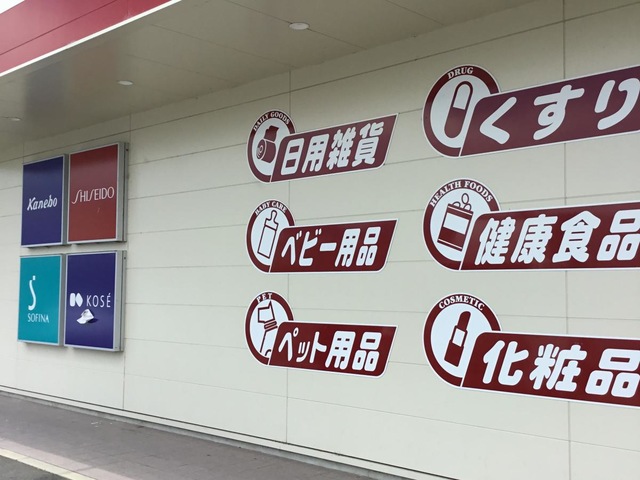 Kanebo
SHISEIDO
SOFINA
KOSÉ
DAILY GOODS
日用雑貨
BABY CARE
ベビー用品
PET
ペット用品
DRUG
くすり
HEALTH FOODS
健康食品
COSMETIC
化粧品